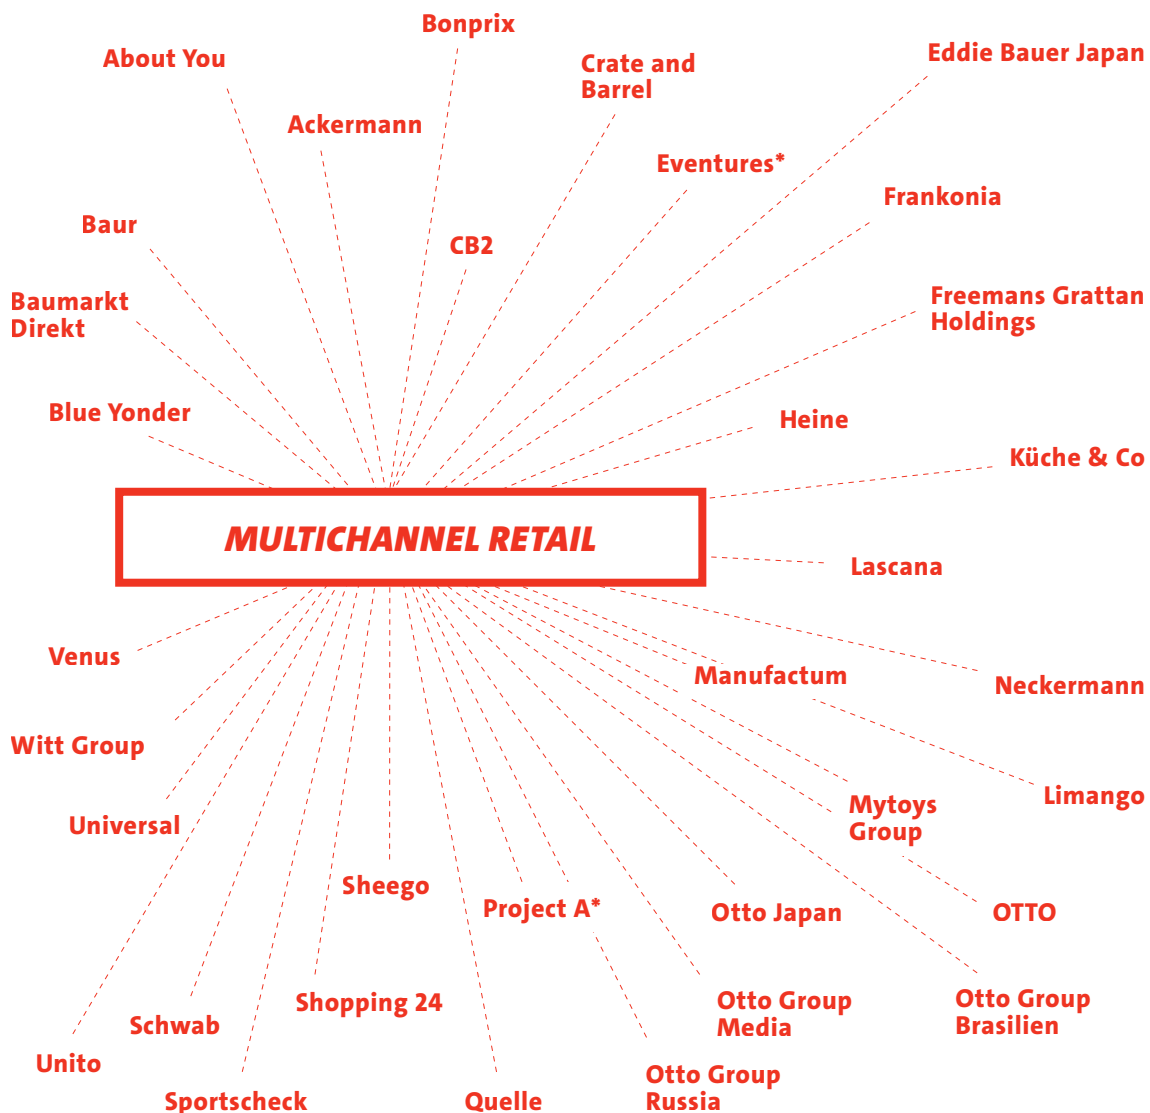 Bonprix
About You
Crate and
Barrel
Eddie Bauer Japan
Ackermann
Eventures*
Frankonia
Baur
CB2
Baumarkt
Direkt
Freemans Grattan
Holdings
Blue Yonder
Heine
Küche & Co
MULTICHANNEL RETAIL
Lascana
Venus
Manufactum
Neckermann
Witt Group
Limango
Universal
Mytoys
Group
Sheego
Project A*
Otto Japan
OTTO
Shopping 24
Otto Group
Media
Otto Group
Brasilien
Schwab
Unito
Otto Group
Russia
Sportscheck
Quelle